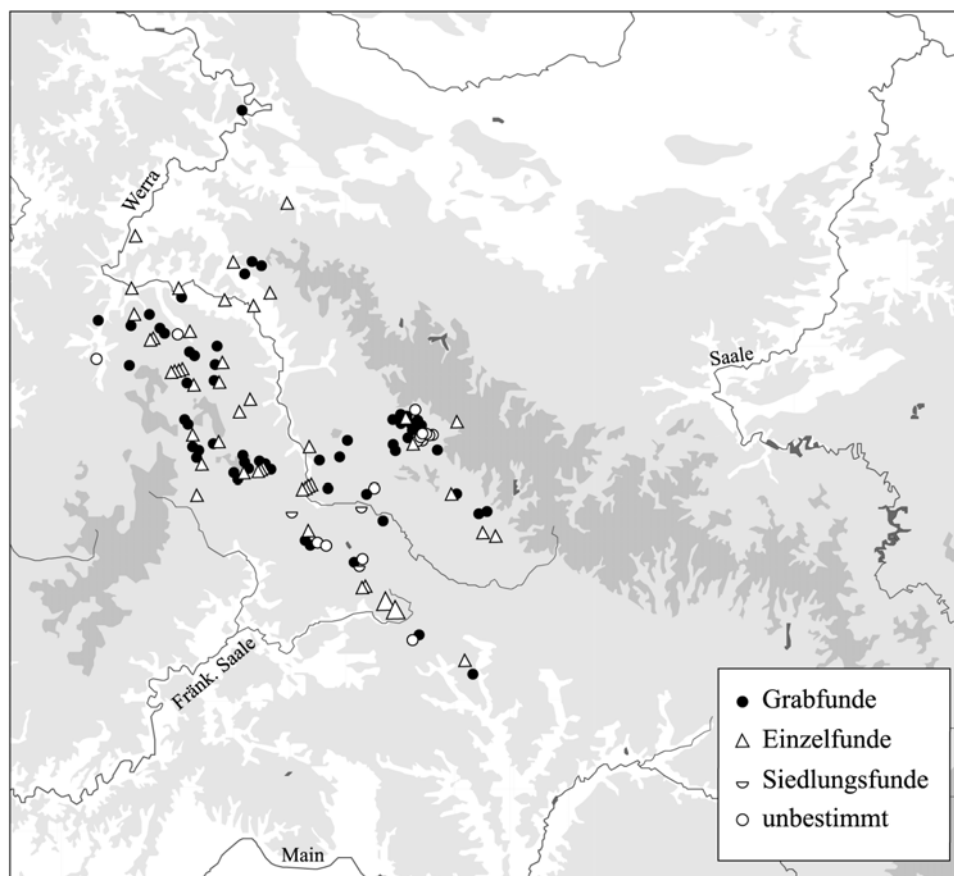 Werra
Saale
Fränk. Saale
Main
Grabfunde
Einzelfunde
Siedlungsfunde
unbestimmt